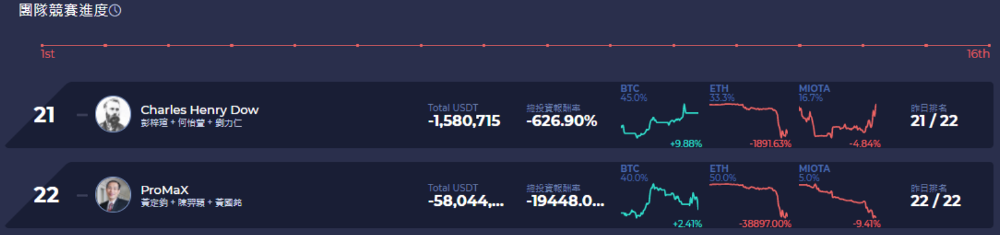 團隊競賽進度
1st 16th
21
Charles Henry Dow
彭梓瑄 + 何怡萱 + 劉力仁
Total USDT
-1,580,715
總投資報酬率
-626.90%
BTC
45.0%
+9.88%
ETH
33.3%
-1891.63%
MIOTA
16.7%
-4.84%
昨日排名
21 / 22
22
ProMaX
黃定鈞 + 陳羿穎 + 黃國銘
Total USDT
-58,044,...
總投資報酬率
-19448.0...
BTC
40.0%
+2.41%
ETH
50.0%
-38897.00%
MIOTA
5.0%
-9.41%
昨日排名
22 / 22